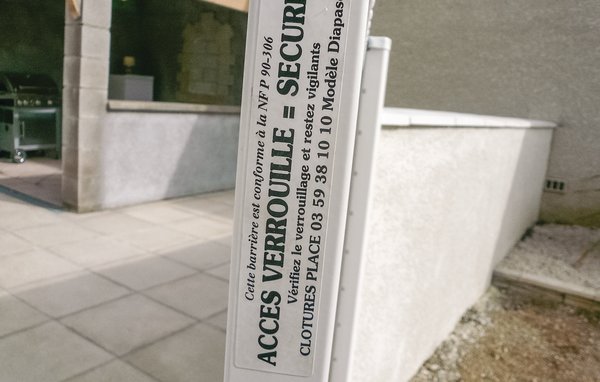 Cette barrière est conforme à la NF P 90-306
ACCES VERROUILLE = SECURI
Vérifiez le verrouillage et restez vigilants
CLOTURES PLACE 03 59 38 10 10 Modèle Diapas